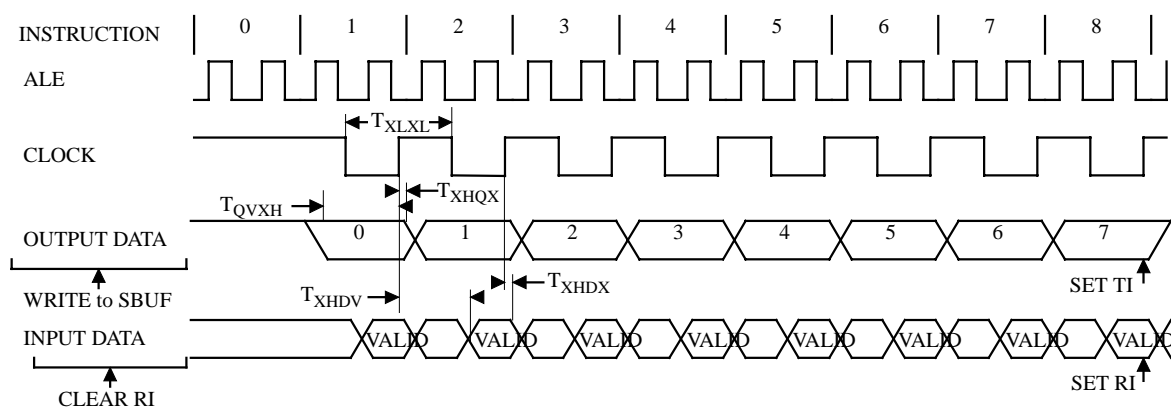 INSTRUCTION 0 1 2 3 4 5 6 7 8
ALE
TXLXL
CLOCK
TQVXH TXHQX
OUTPUT DATA 0 1 2 3 4 5 6 7
WRITE to SBUF TXHDV TXHDX SET TI
INPUT DATA VALID VALID VALID VALID VALID VALID VALID VALID
CLEAR RI SET RI